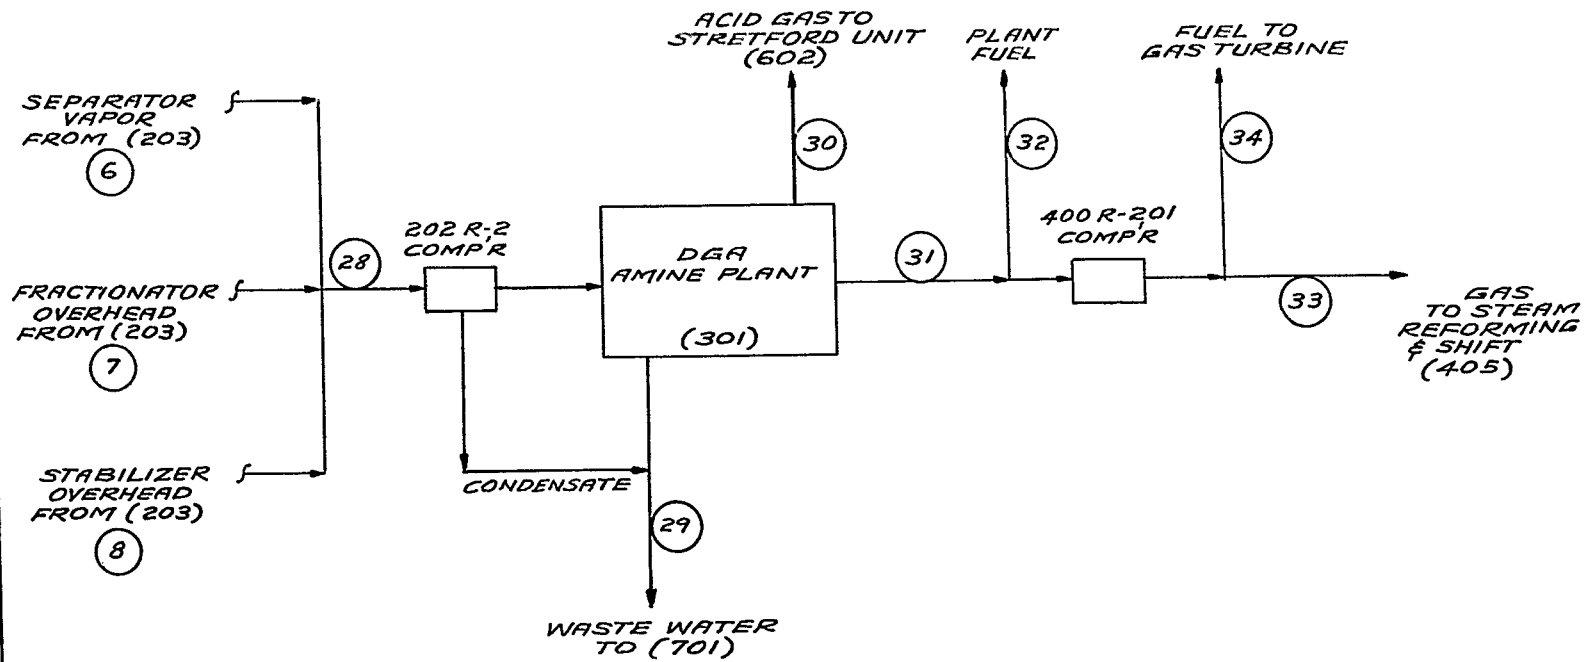 ACID GAS TO
STRETFORD UNIT
(602)
PLANT
FUEL
FUEL TO
GAS TURBINE
SEPARATOR
VAPOR
FROM (203)
6
30
32
34
202 R-2
COMP'R
400 R-201
COMP'R
28
DGA
AMINE PLANT
(301)
31
33
FRACTIONATOR
OVERHEAD
FROM (203)
7
GAS
TO STEAM
REFORMING
& SHIFT
(405)
STABILIZER
OVERHEAD
FROM (203)
8
CONDENSATE
29
WASTE WATER
TO (701)